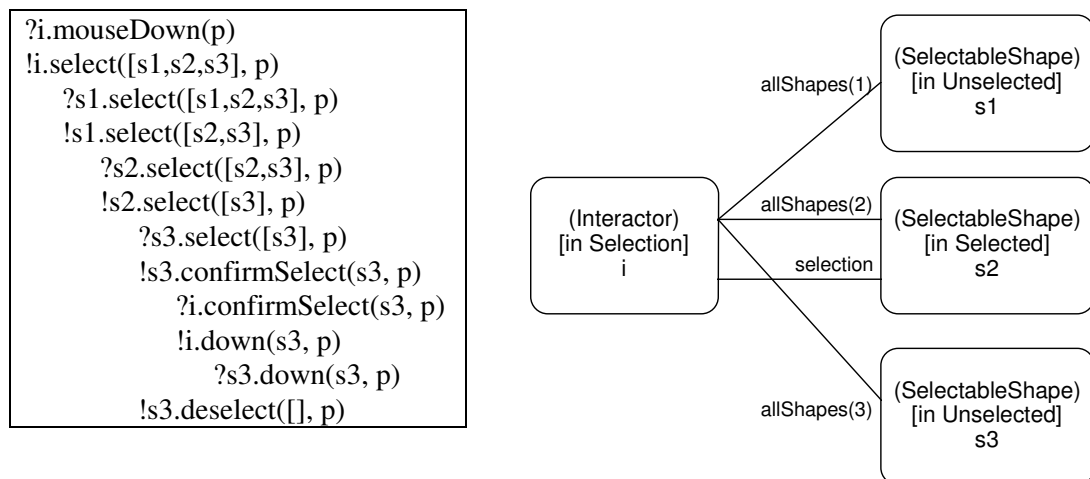 ?i.mouseDown(p)
!i.select([s1,s2,s3], p)
?s1.select([s1,s2,s3], p)
!s1.select([s2,s3], p)
?s2.select([s2,s3], p)
!s2.select([s3], p)
?s3.select([s3], p)
!s3.confirmSelect(s3, p)
?i.confirmSelect(s3, p)
!i.down(s3, p)
?s3.down(s3, p)
!s3.deselect([], p)
(Interactor)
[in Selection]
i
allShapes(1)
(SelectableShape)
[in Unselected]
s1
allShapes(2)
selection
(SelectableShape)
[in Selected]
s2
allShapes(3)
(SelectableShape)
[in Unselected]
s3